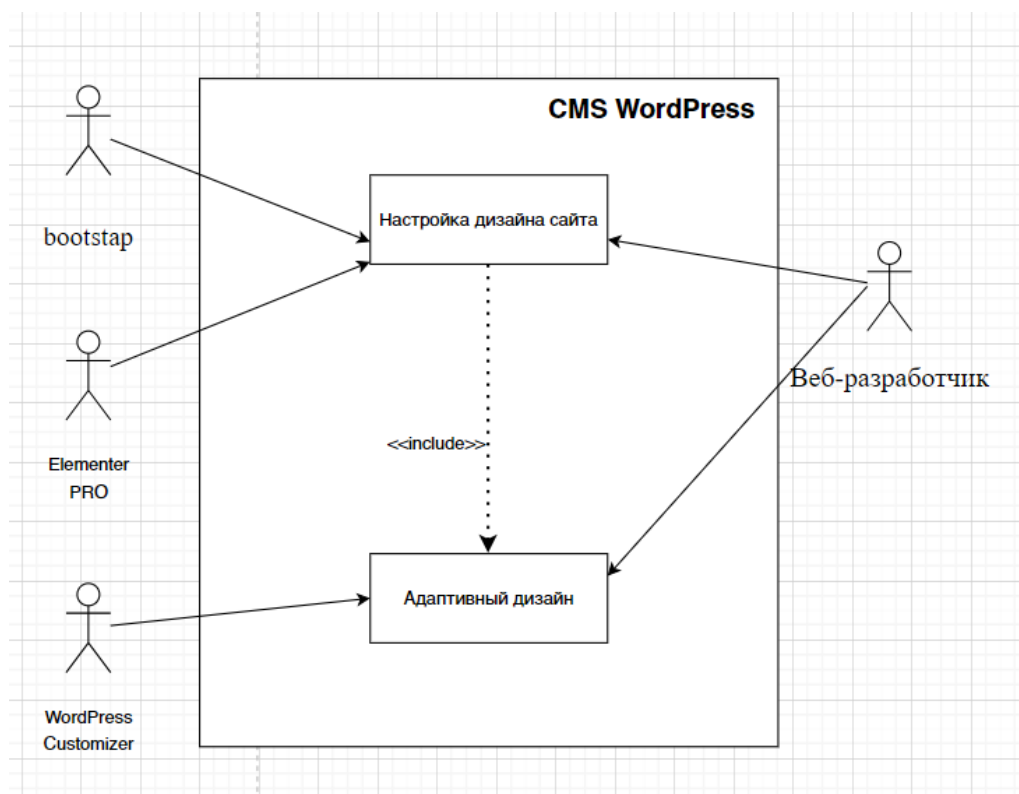 CMS WordPress
Настройка дизайна сайта
bootstap
Веб-разработчик
<<include>>
Elementer
PRO
Адаптивный дизайн
WordPress
Customizer